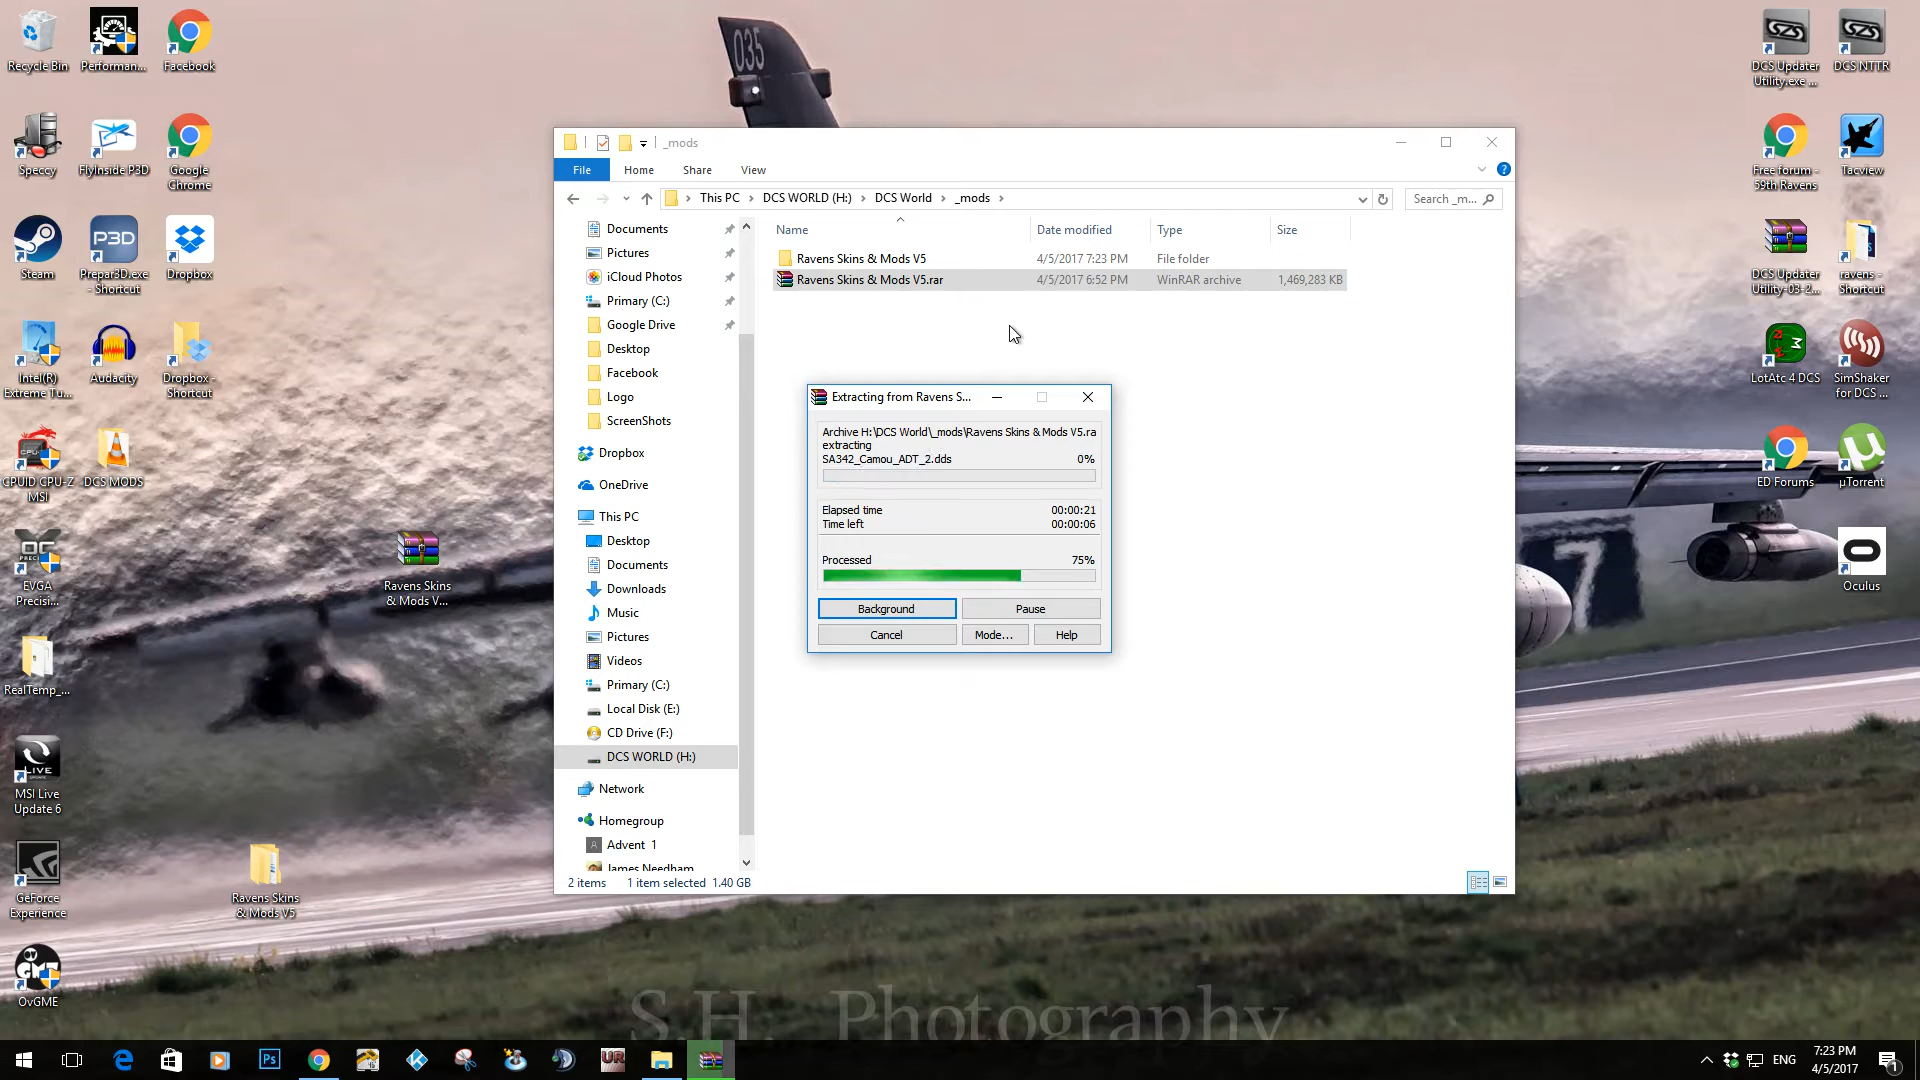 Recycle Bin
Performan...
Facebook
Speccy
FlyInside P3D
Google
Chrome
Steam
P3D
Prepar3D.exe
- Shortcut
Dropbox
Intel(R)
Extreme Tu...
Audacity
Dropbox -
Shortcut
CPUID CPU-Z
MSI
DCS MODS
EVGA
Precisi...
RealTemp_...
LIVE
MSI Live
Update 6
GeForce
Experience
OvGME
Ravens Skins
& Mods V...
Ravens Skins
& Mods V5
035
7
_mods
File
Home
Share
View
This PC
DCS WORLD (H:)
DCS World
_mods
Search _m...
Name
Date modified
Type
Size
Ravens Skins & Mods V5
4/5/2017 7:23 PM
File folder
Ravens Skins & Mods V5.rar
4/5/2017 6:52 PM
WinRAR archive
1,469,283 KB
Documents
Pictures
iCloud Photos
Primary (C:)
Google Drive
Desktop
Facebook
Logo
ScreenShots
Dropbox
OneDrive
This PC
Desktop
Documents
Downloads
Music
Pictures
Videos
Primary (C:)
Local Disk (E:)
CD Drive (F:)
DCS WORLD (H:)
Network
Homegroup
Advent 1
James Needham
2 items
1 item selected 1.40 GB
Extracting from Ravens S...
Archive H:\DCS World\_mods\Ravens Skins & Mods V5.ra
extracting
SA342_Camou_ADT_2.dds
0%
Elapsed time
00:00:21
Time left
00:00:06
Processed
75%
Background
Pause
Cancel
Mode...
Help
DCS Updater
Utility.exe ...
DCS NTTR
Free forum -
59th Ravens
Tacview
DCS Updater
Utility-03-2...
ravens -
Shortcut
LotAtc 4 DCS
SimShaker
for DCS ...
ED Forums
µTorrent
Oculus
S.H. Photography
Ps
UR
ENG
7:23 PM
4/5/2017
1